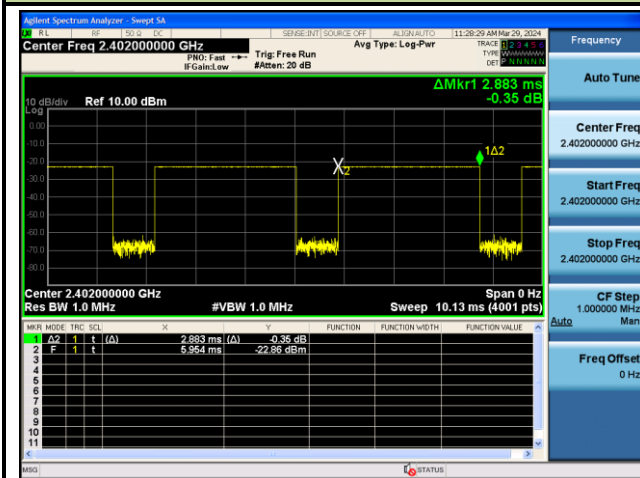 Agilent Spectrum Analyzer - Swept SA
RL RF 50 Ω DC SENSE:INT SOURCE OFF ALIGN AUTO 11:28:29 AM Mar 29, 2024
Center Freq 2.402000000 GHz
PNO: Fast
IFGain:Low
Trig: Free Run
#Atten: 20 dB
Avg Type: Log-Pwr
TRACE 1 2 3 4 5 6
TYPE
DET P N N N N N
ΔMkr1 2.883 ms
-0.35 dB
10 dB/div Ref 10.00 dBm
Log
0.00
-10.0
-20.0
-30.0
-40.0
-50.0
-60.0
-70.0
-80.0
X2
1Δ2
Center 2.402000000 GHz Span 0 Hz
Res BW 1.0 MHz #VBW 1.0 MHz Sweep 10.13 ms (4001 pts)
MKR MODE TRC SCL X Y FUNCTION FUNCTION WIDTH FUNCTION VALUE
1 Δ2 1 t (Δ) 2.883 ms (Δ) -0.35 dB
2 F 1 t 5.954 ms -22.86 dBm
3
4
5
6
7
8
9
10
11
MSG STATUS
Frequency
Auto Tune
Center Freq
2.402000000 GHz
Start Freq
2.402000000 GHz
Stop Freq
2.402000000 GHz
CF Step
1.000000 MHz
Auto Man
Freq Offset
0 Hz